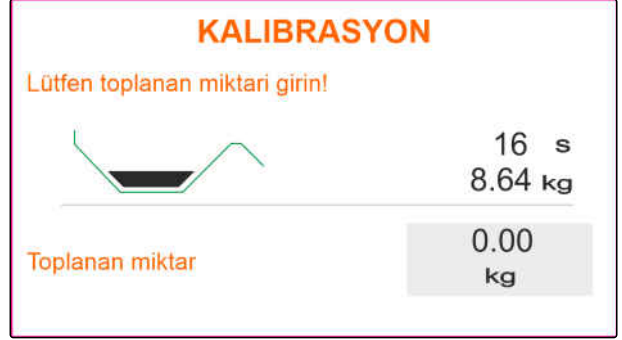 KALIBRASYON
Lütfen toplanan miktari girin!
16 s
8.64 kg
Toplanan miktar
0.00
kg